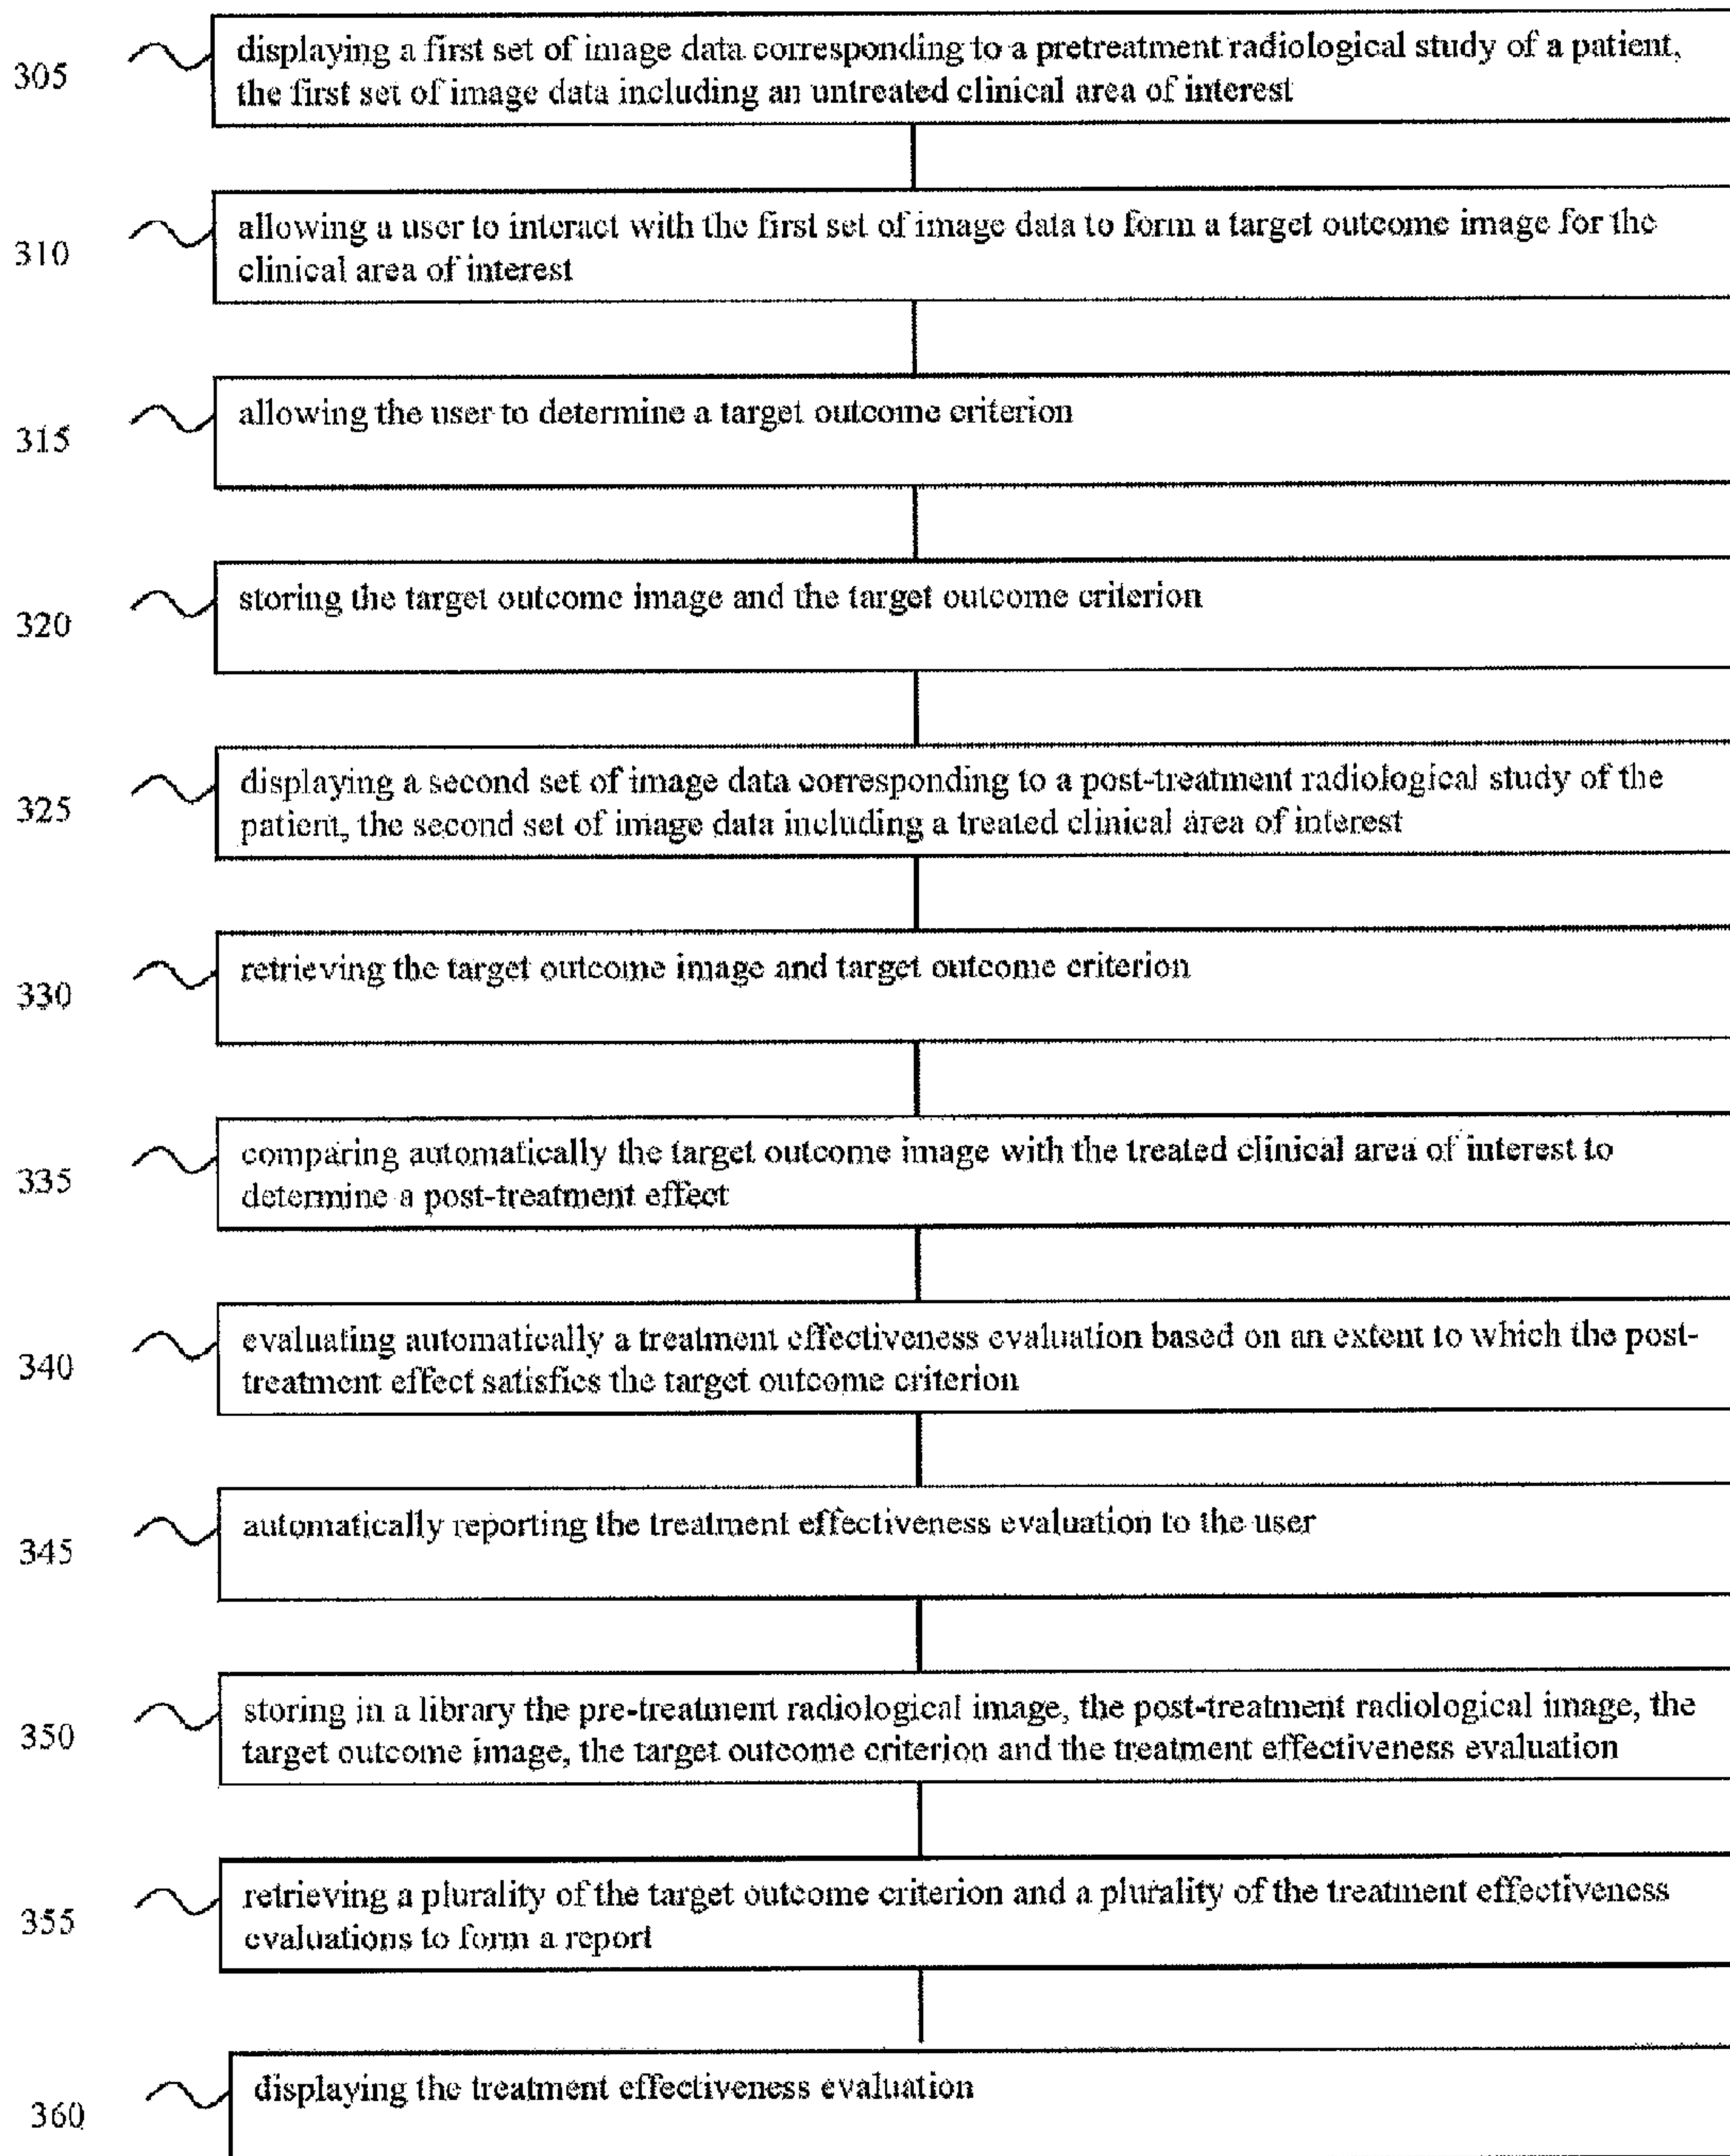 305
displaying a first set of image data corresponding to a pretreatment radiological study of a patient,
the first set of image data including an untreated clinical area of interest
310
allowing a user to interact with the first set of image data to form a target outcome image for the
clinical area of interest
315
allowing the user to determine a target outcome criterion
320
storing the target outcome image and the target outcome criterion
325
displaying a second set of image data corresponding to a post-treatment radiological study of the
patient, the second set of image data including a treated clinical area of interest
330
retrieving the target outcome image and target outcome criterion
335
comparing automatically the target outcome image with the treated clinical area of interest to
determine a post-treatment effect
340
evaluating automatically a treatment effectiveness evaluation based on an extent to which the post-
treatment effect satisfies the target outcome criterion
345
automatically reporting the treatment effectiveness evaluation to the user
350
storing in a library the pre-treatment radiological image, the post-treatment radiological image, the
target outcome image, the target outcome criterion and the treatment effectiveness evaluation
355
retrieving a plurality of the target outcome criterion and a plurality of the treatment effectiveness
evaluations to form a report
360
displaying the treatment effectiveness evaluation